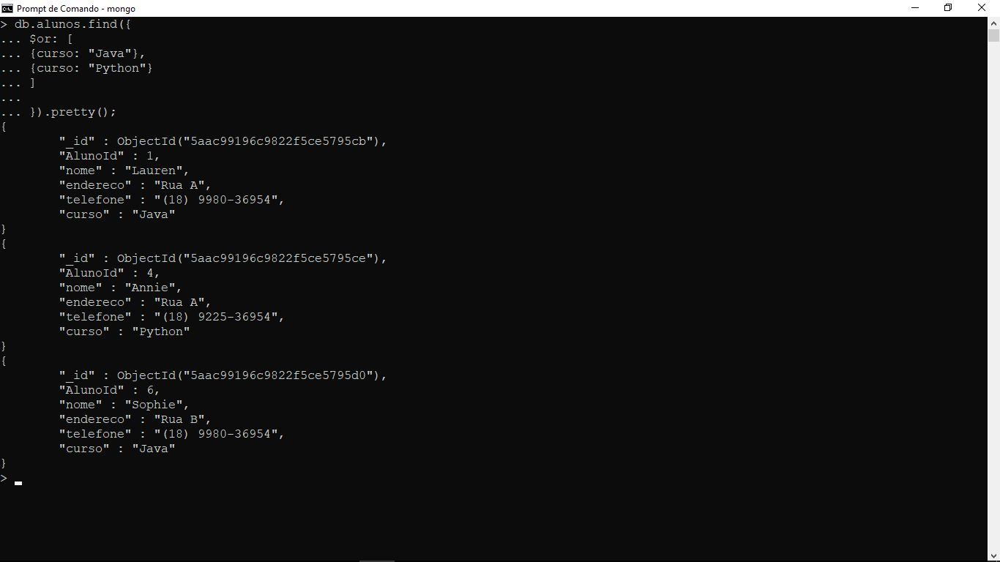 Prompt de Comando - mongo
> db.alunos.find({
... $or: [
... {curso: "Java"},
... {curso: "Python"}
... ]
...
... }).pretty();
{
        "_id" : ObjectId("5aac99196c9822f5ce5795cb"),
        "AlunoId" : 1,
        "nome" : "Lauren",
        "endereco" : "Rua A",
        "telefone" : "(18) 9980-36954",
        "curso" : "Java"
}
{
        "_id" : ObjectId("5aac99196c9822f5ce5795ce"),
        "AlunoId" : 4,
        "nome" : "Annie",
        "endereco" : "Rua A",
        "telefone" : "(18) 9225-36954",
        "curso" : "Python"
}
{
        "_id" : ObjectId("5aac99196c9822f5ce5795d0"),
        "AlunoId" : 6,
        "nome" : "Sophie",
        "endereco" : "Rua B",
        "telefone" : "(18) 9980-36954",
        "curso" : "Java"
}
>